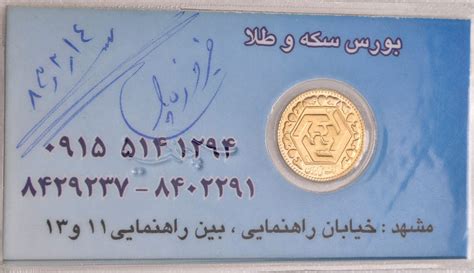 بورس سکه و طلا
۰۹۱۵ ۵۱۴ ۱۲۹۴
۸۴۲۹۲۳۷ - ۸۴۰۲۲۹۱
مشهد : خیابان راهنمایی ، بین راهنمایی ۱۱ و ۱۳